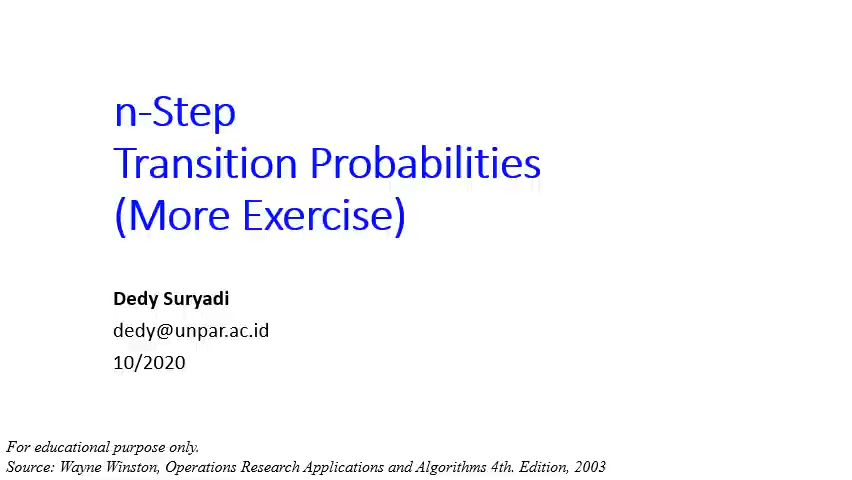 n-Step
Transition Probabilities
(More Exercise)
Dedy Suryadi
dedy@unpar.ac.id
10/2020
For educational purpose only.
Source: Wayne Winston, Operations Research Applications and Algorithms 4th. Edition, 2003